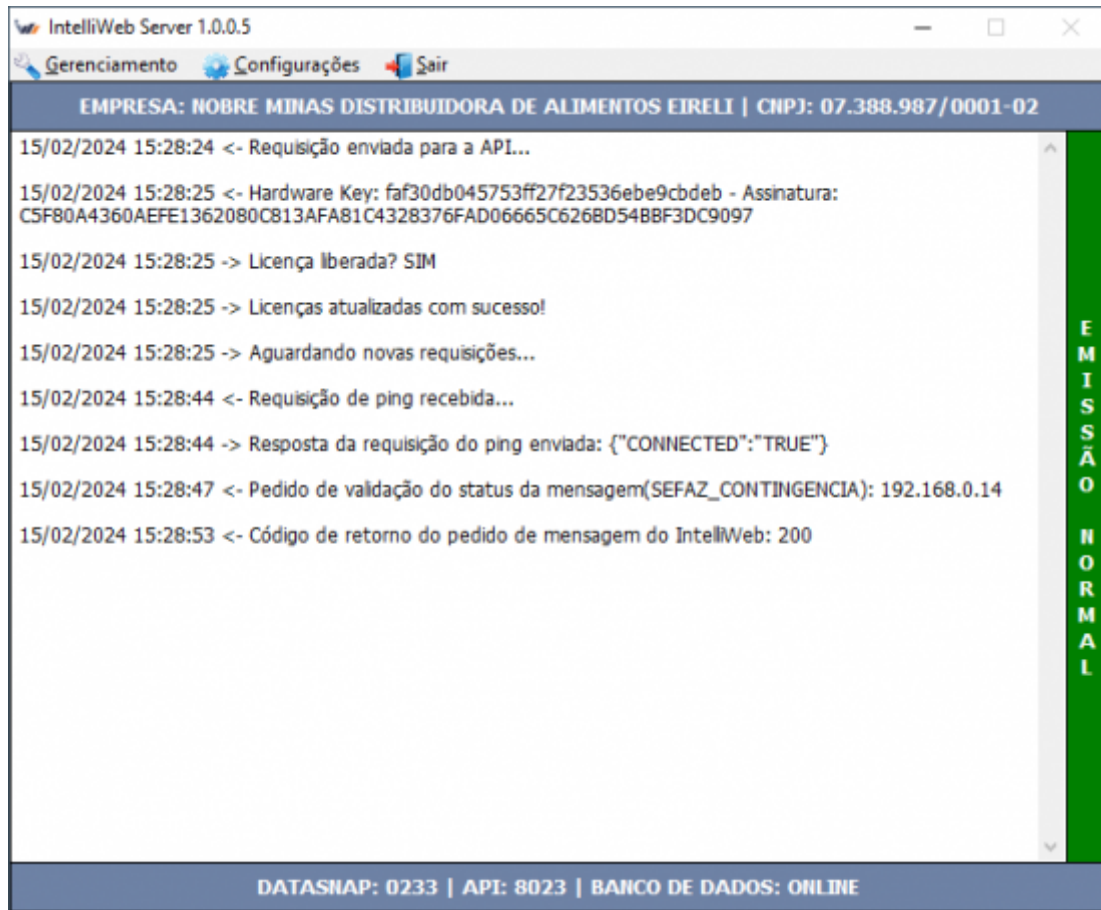 IntelliWeb Server 1.0.0.5
Gerenciamento Configurações Sair
EMPRESA: NOBRE MINAS DISTRIBUIDORA DE ALIMENTOS EIRELI | CNPJ: 07.388.987/0001-02
15/02/2024 15:28:24 <- Requisição enviada para a API...
15/02/2024 15:28:25 <- Hardware Key: faf30db045753ff27f23536ebe9cbdeb - Assinatura:
C5F80A4360AEFE1362080C813AFA81C4328376FAD06665C626BD54BBF3DC9097
15/02/2024 15:28:25 -> Licença liberada? SIM
15/02/2024 15:28:25 -> Licenças atualizadas com sucesso!
15/02/2024 15:28:25 -> Aguardando novas requisições...
15/02/2024 15:28:44 <- Requisição de ping recebida...
15/02/2024 15:28:44 -> Resposta da requisição do ping enviada: {"CONNECTED":"TRUE"}
15/02/2024 15:28:47 <- Pedido de validação do status da mensagem(SEFAZ_CONTINGENCIA): 192.168.0.14
15/02/2024 15:28:53 <- Código de retorno do pedido de mensagem do IntelliWeb: 200
EMISSÃO NORMAL
DATASNAP: 0233 | API: 8023 | BANCO DE DADOS: ONLINE